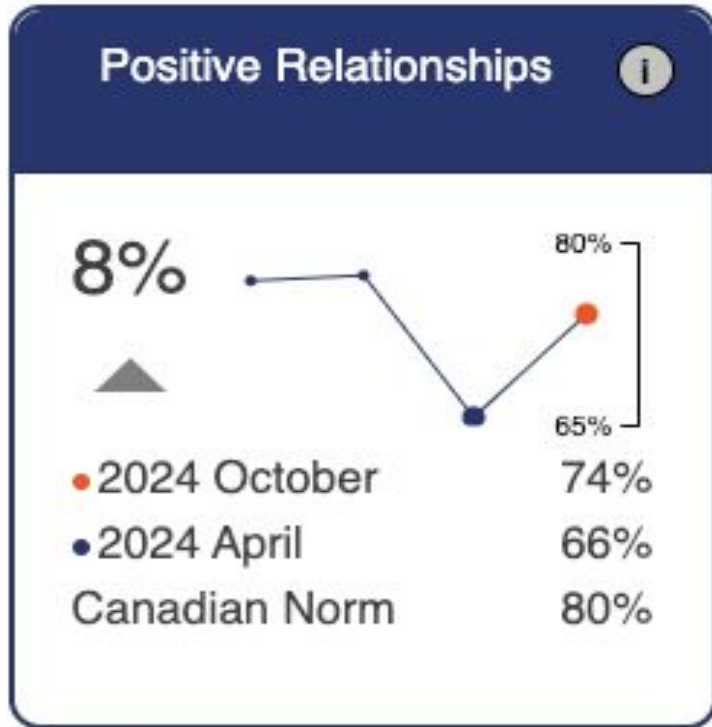 Positive Relationships i
8%
80%
65%
2024 October 74%
2024 April 66%
Canadian Norm 80%